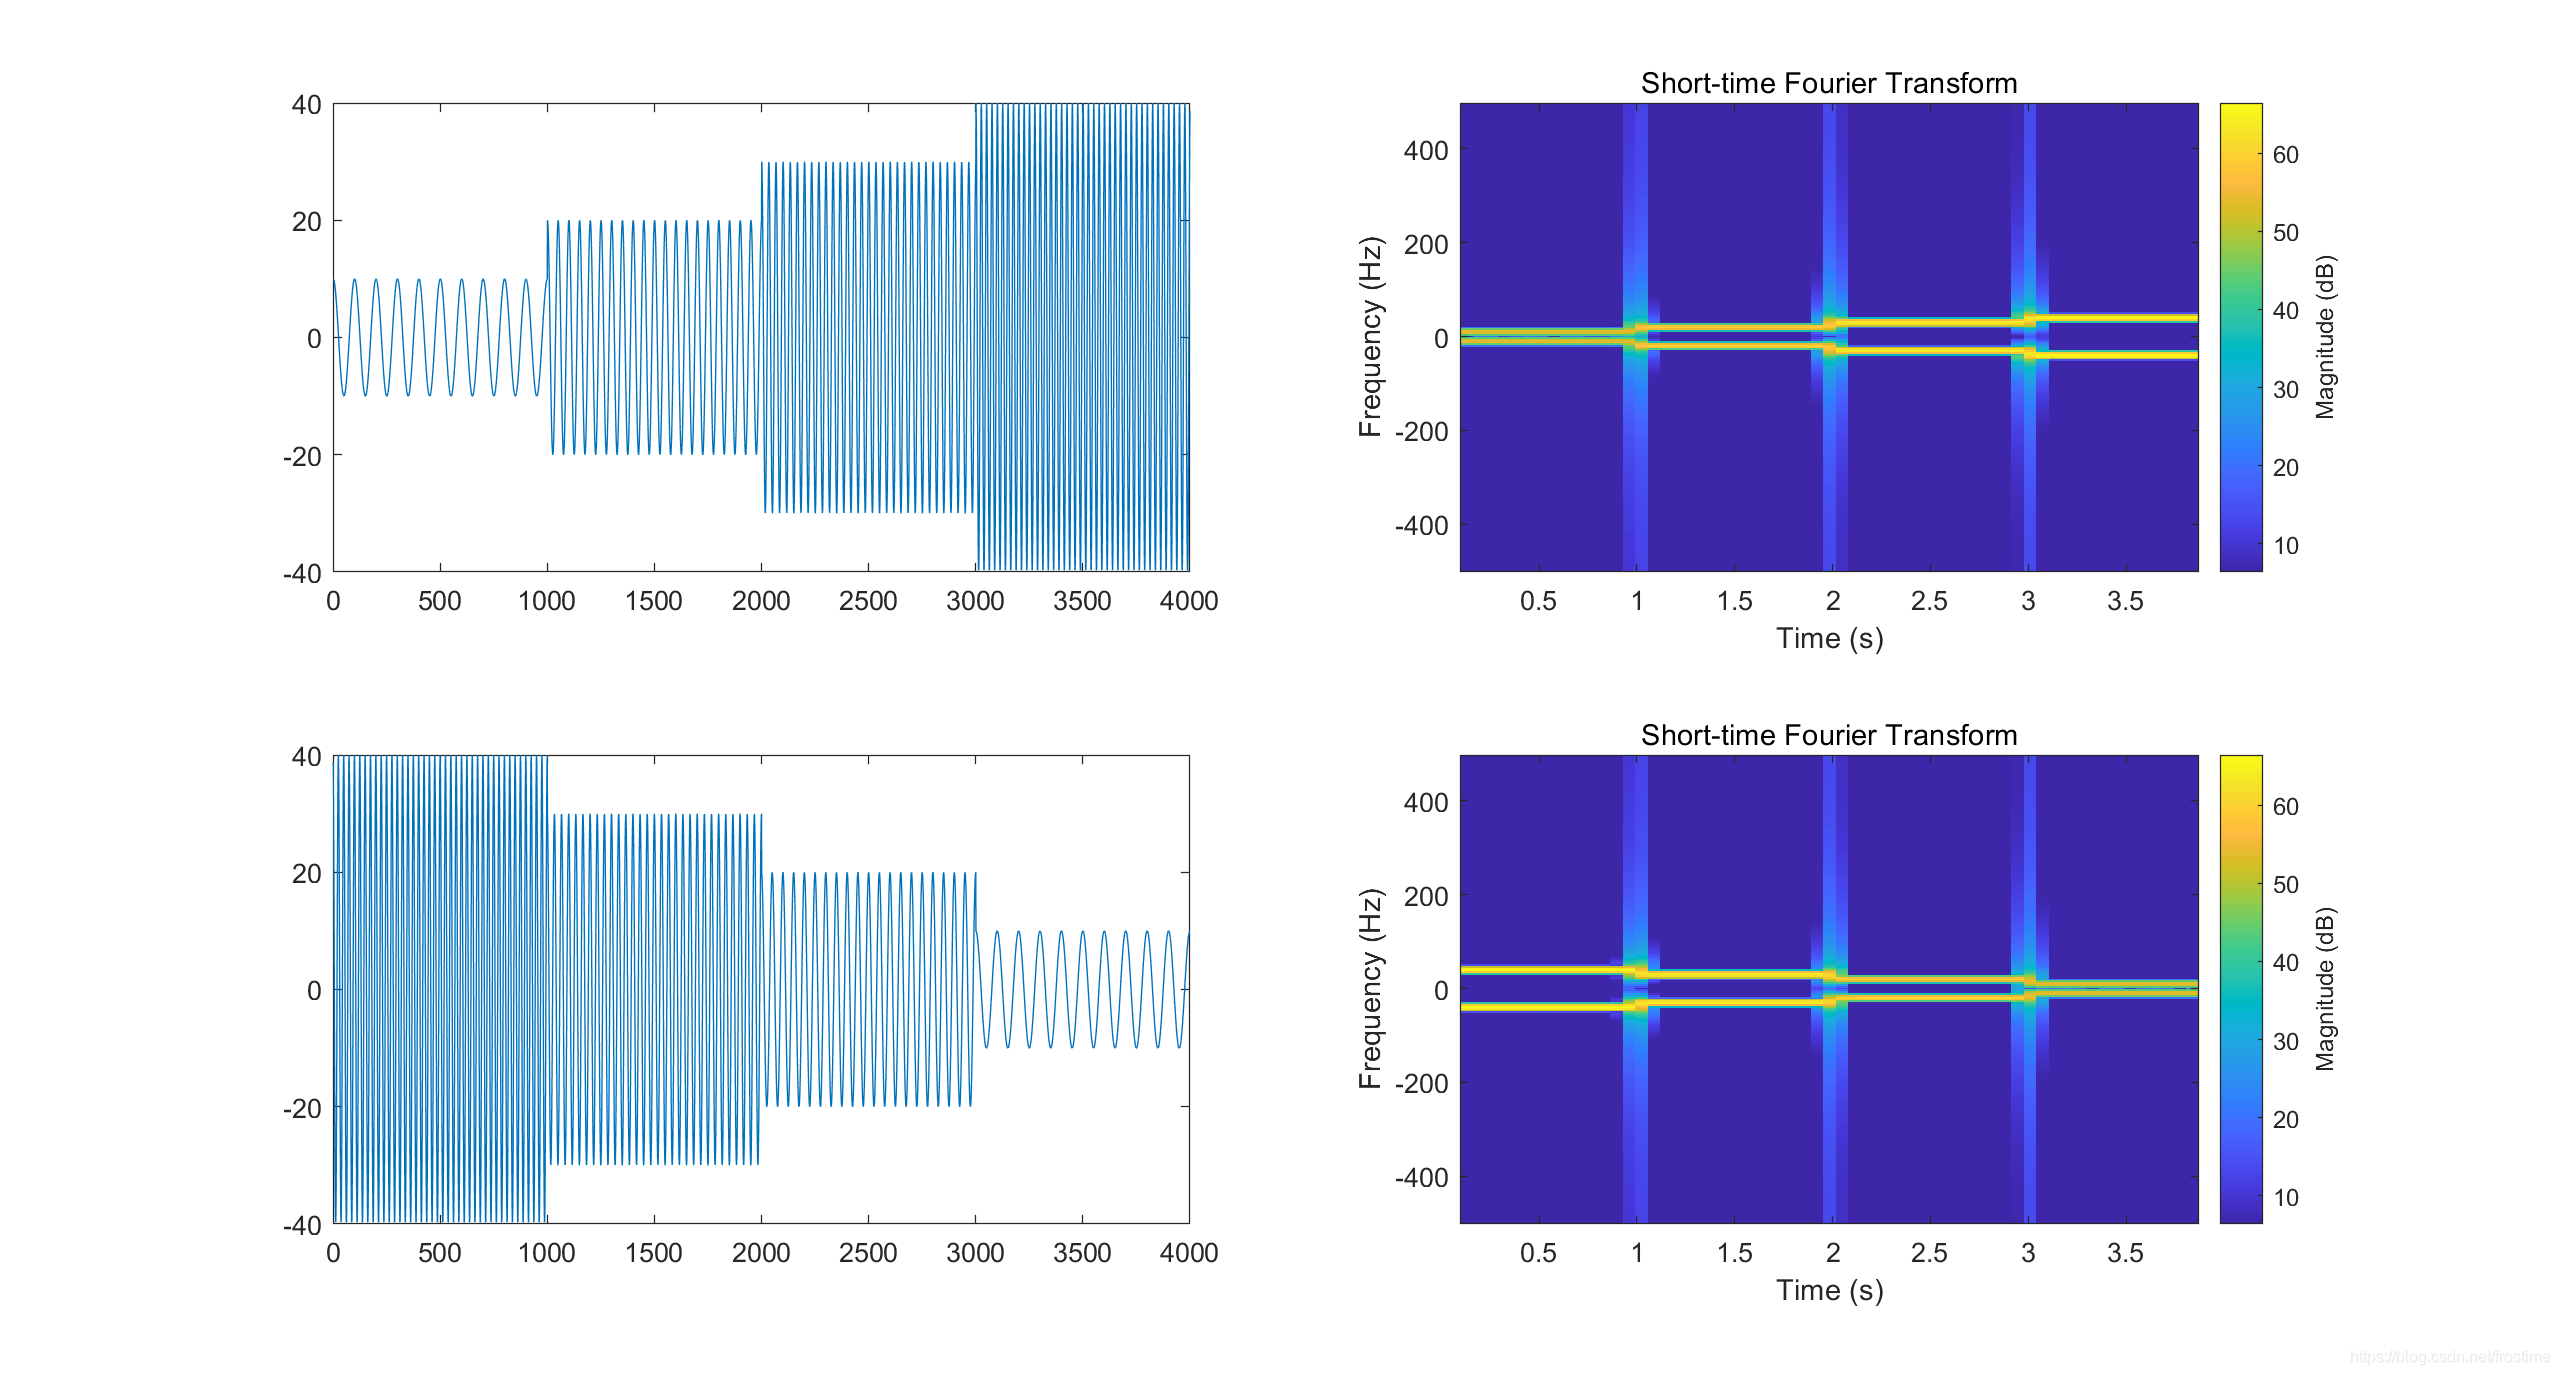 40
20
0
-20
-40
0 500 1000 1500 2000 2500 3000 3500 4000
Short-time Fourier Transform
Frequency (Hz)
400
200
0
-200
-400
0.5 1 1.5 2 2.5 3 3.5
Time (s)
60
50
40
30
20
10
Magnitude (dB)
40
20
0
-20
-40
0 500 1000 1500 2000 2500 3000 3500 4000
Short-time Fourier Transform
Frequency (Hz)
400
200
0
-200
-400
0.5 1 1.5 2 2.5 3 3.5
Time (s)
60
50
40
30
20
10
Magnitude (dB)
https://blog.csdn.net/frostime